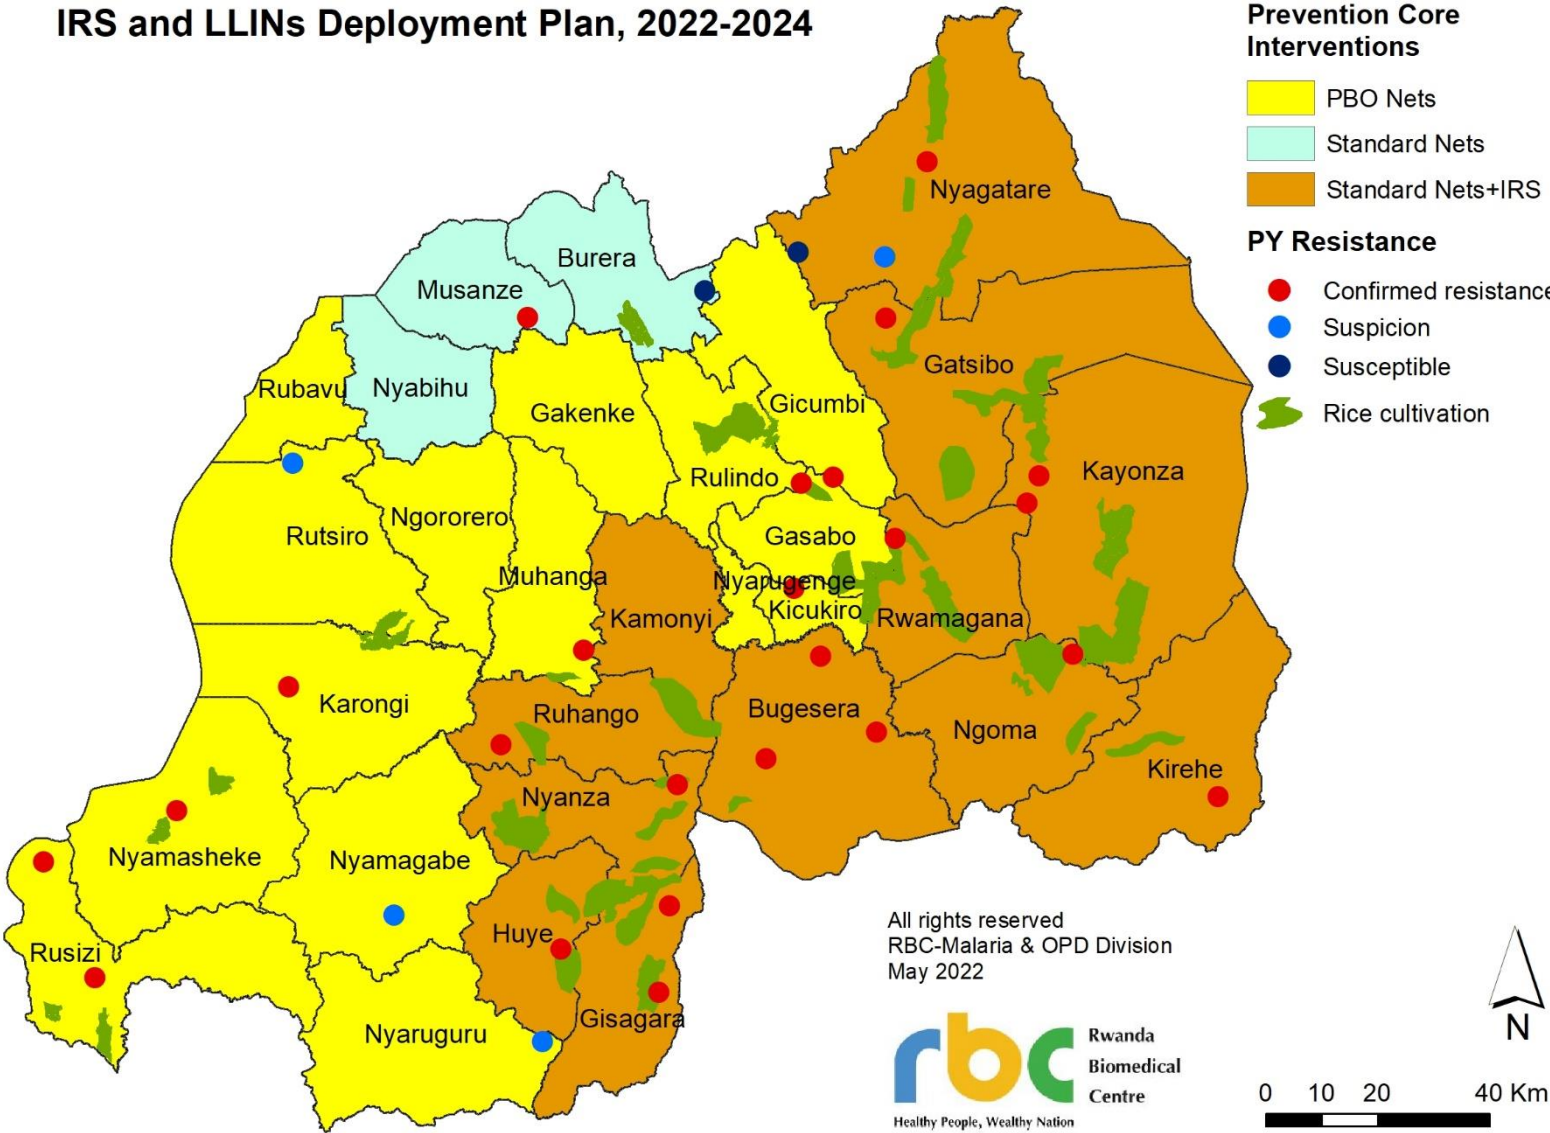 IRS and LLINs Deployment Plan, 2022-2024
Prevention Core
Interventions
PBO Nets
Standard Nets
Standard Nets+IRS
PY Resistance
Confirmed resistance
Suspicion
Susceptible
Rice cultivation
Nyagatare
Burera
Musanze
Gatsibo
Rubavu
Nyabihu
Gakenke
Gicumbi
Kayonza
Rulindo
Ngororero
Rutsiro
Gasabo
Muhanga
Nyarugenge
Kicukiro
Kamonyi
Rwamagana
Karongi
Ruhango
Bugesera
Ngoma
Kirehe
Nyanza
Nyamasheke
Nyamagabe
Huye
Rusizi
Gisagara
Nyaruguru
All rights reserved
RBC-Malaria & OPD Division
May 2022
rbc
Rwanda
Biomedical
Centre
Healthy People, Wealthy Nation
N
0 10 20 40 Km